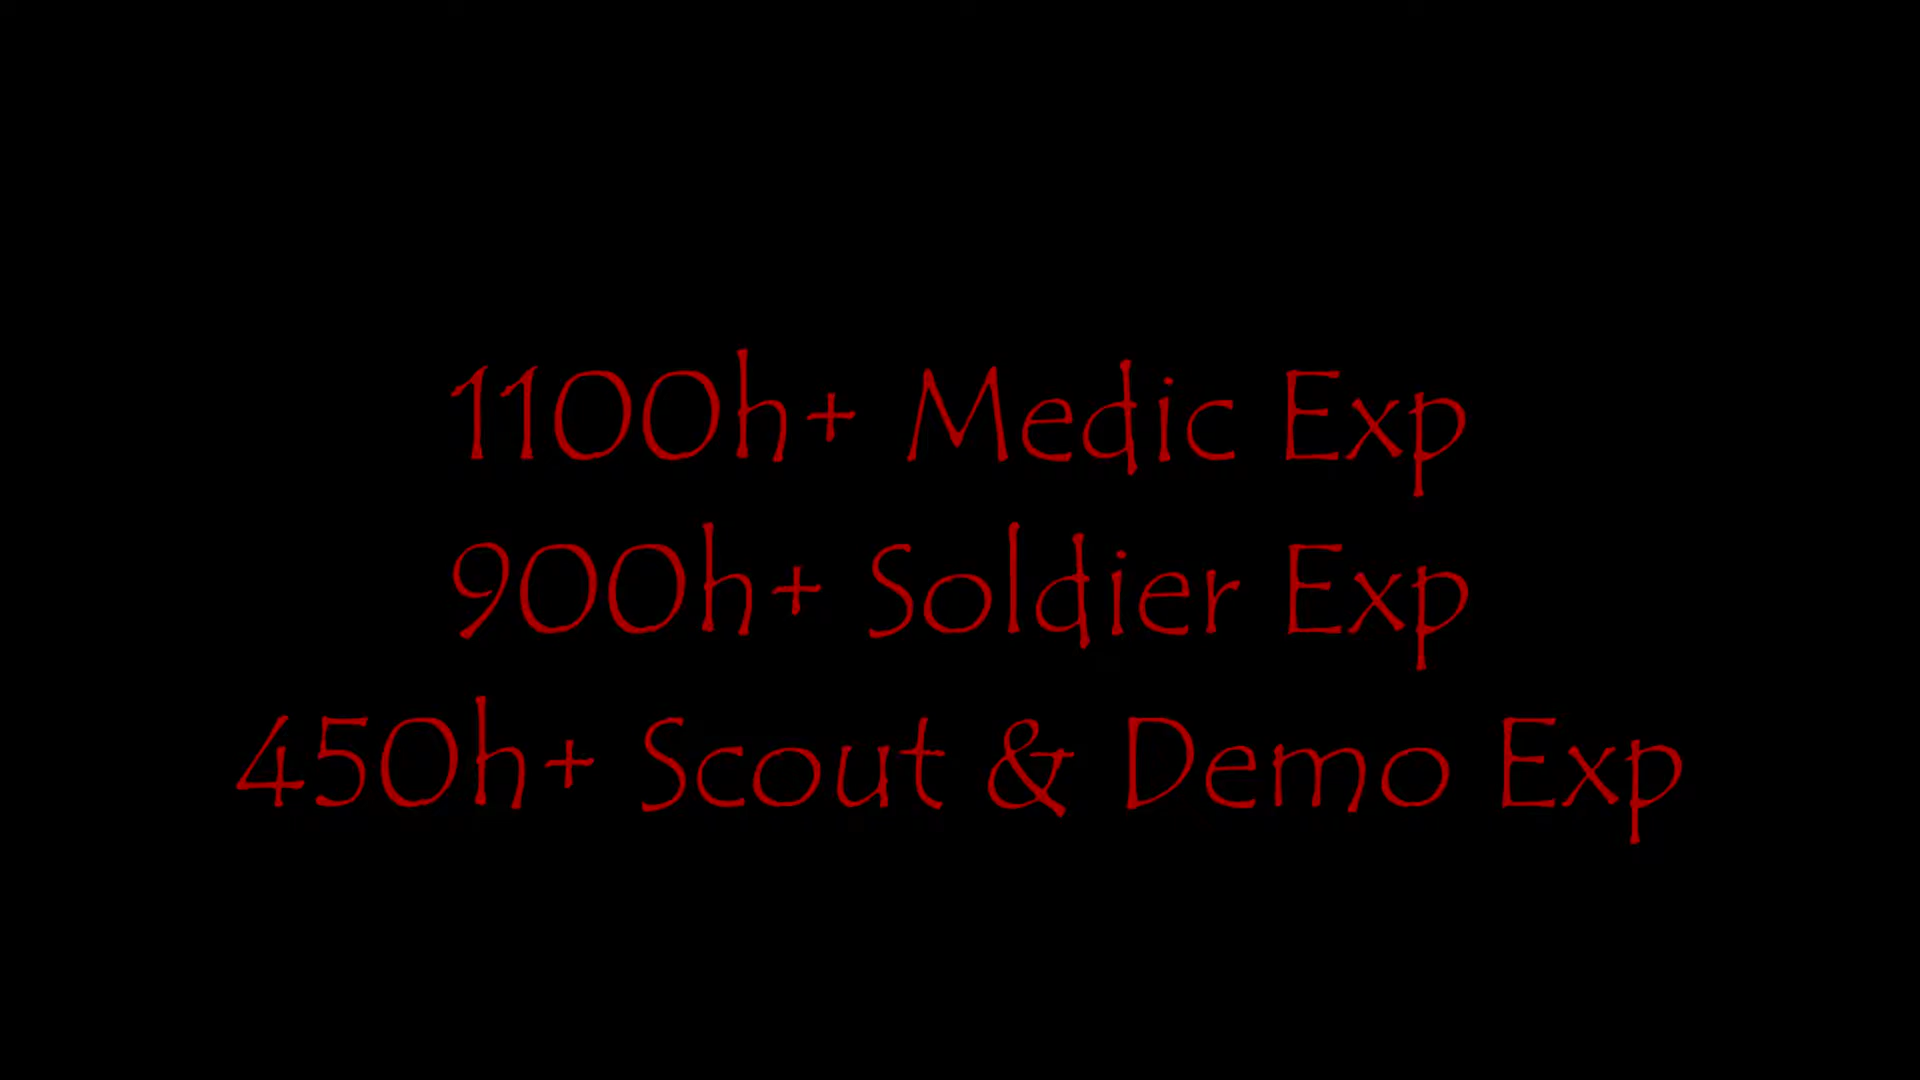 1100h+ Medic Exp
900h+ Soldier Exp
450h+ Scout & Demo Exp